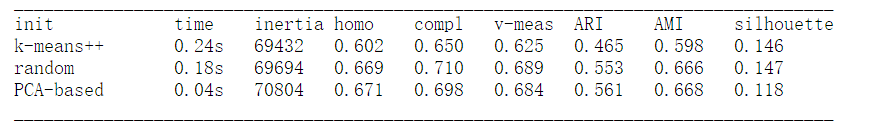 init time inertia homo compl v-meas ARI AMI silhouette
k-means++ 0.24s 69432 0.602 0.650 0.625 0.465 0.598 0.146
random 0.18s 69694 0.669 0.710 0.689 0.553 0.666 0.147
PCA-based 0.04s 70804 0.671 0.698 0.684 0.561 0.668 0.118